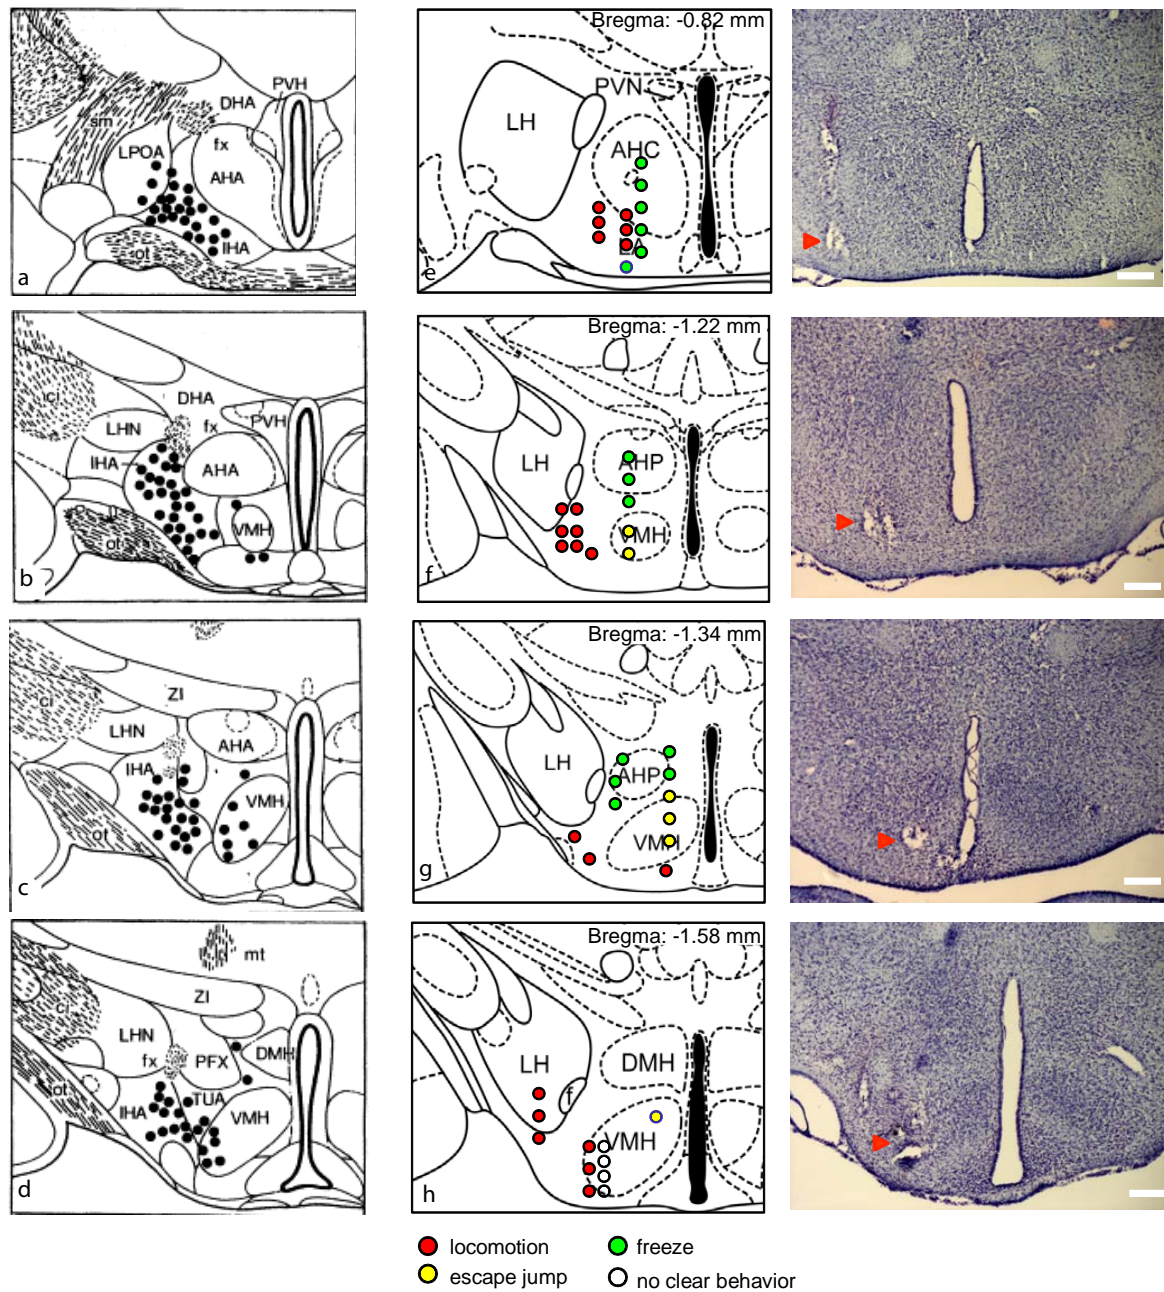 PVH
DHA
sm
fx
LPOA
AHA
IHA
ot
a
Bregma: -0.82 mm
PVN
LH
AHC
LA
e
ci
DHA
LHN
fx
PVH
IHA
AHA
VMH
ot
b
Bregma: -1.22 mm
LH
AHP
VMH
f
ci
ZI
LHN
AHA
IHA
VMH
ot
c
Bregma: -1.34 mm
LH
AHP
VMH
g
mt
ci
ZI
LHN
fx
PFX
DMH
ot
IHA
TUA
VMH
d
Bregma: -1.58 mm
LH
f
DMH
VMH
h
locomotion
freeze
escape jump
no clear behavior